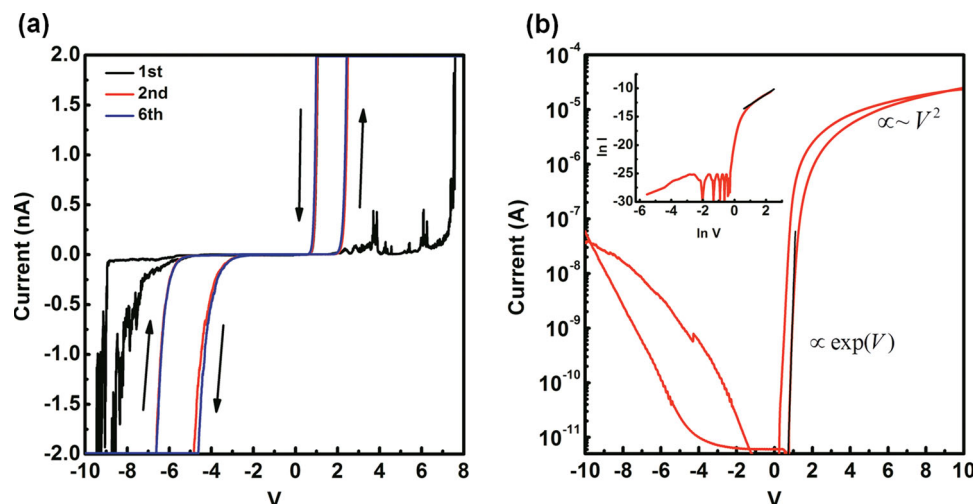 (a)
2.0
1.5
1.0
0.5
0.0
-0.5
-1.0
-1.5
-2.0
Current (nA)
1st
2nd
6th
-10 -8 -6 -4 -2 0 2 4 6 8
V
(b)
10^-4
10^-5
10^-6
10^-7
10^-8
10^-9
10^-10
10^-11
Current (A)
-10
-15
-20
-25
-30
ln I
-6 -4 -2 0 2
ln V
∝~ V^2
∝ exp(V)
-10 -8 -6 -4 -2 0 2 4 6 8 10
V